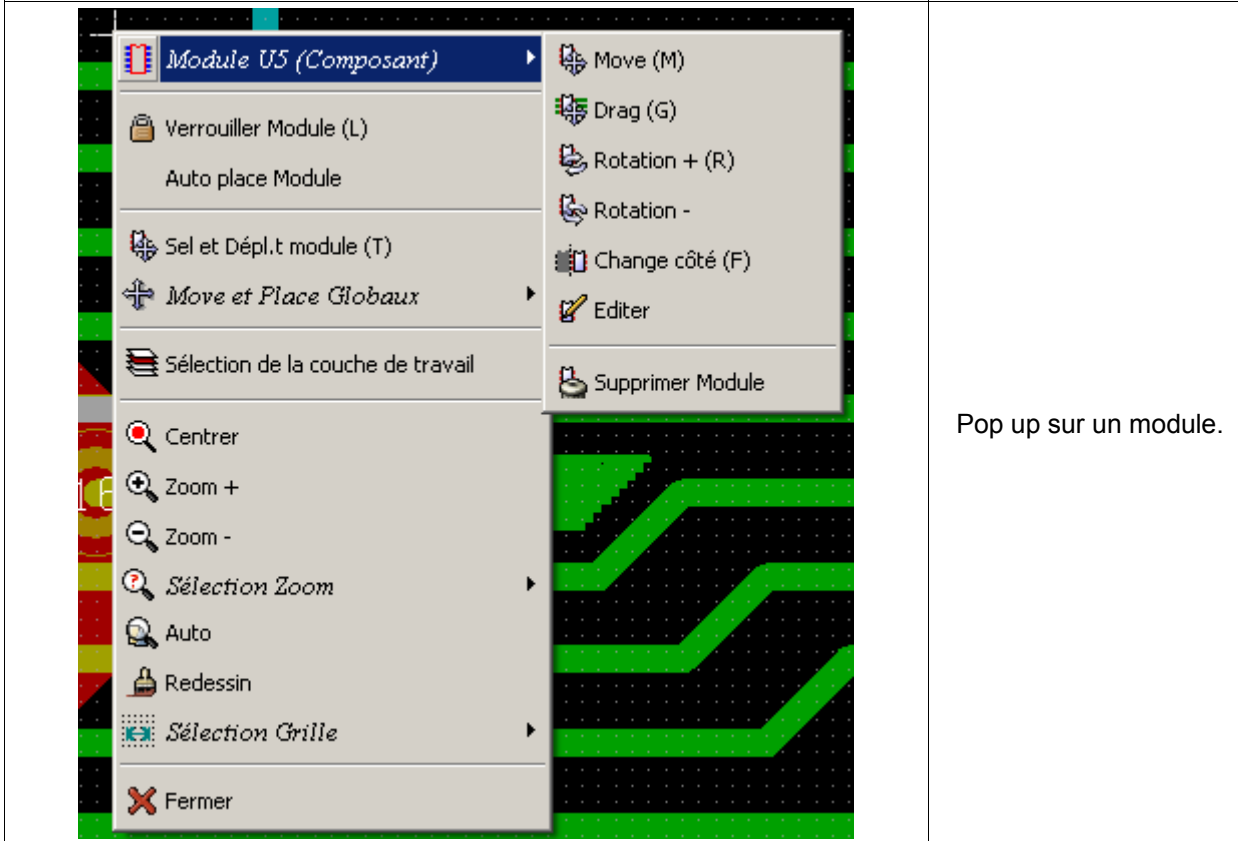 Module U5 (Composant)
Verrouiller Module (L)
Auto place Module
Sel et Dépl.t module (T)
Move et Place Globaux
Sélection de la couche de travail
Centrer
Zoom +
Zoom -
Sélection Zoom
Auto
Redessin
Sélection Grille
Fermer
Move (M)
Drag (G)
Rotation + (R)
Rotation -
Change côté (F)
Editer
Supprimer Module
Pop up sur un module.